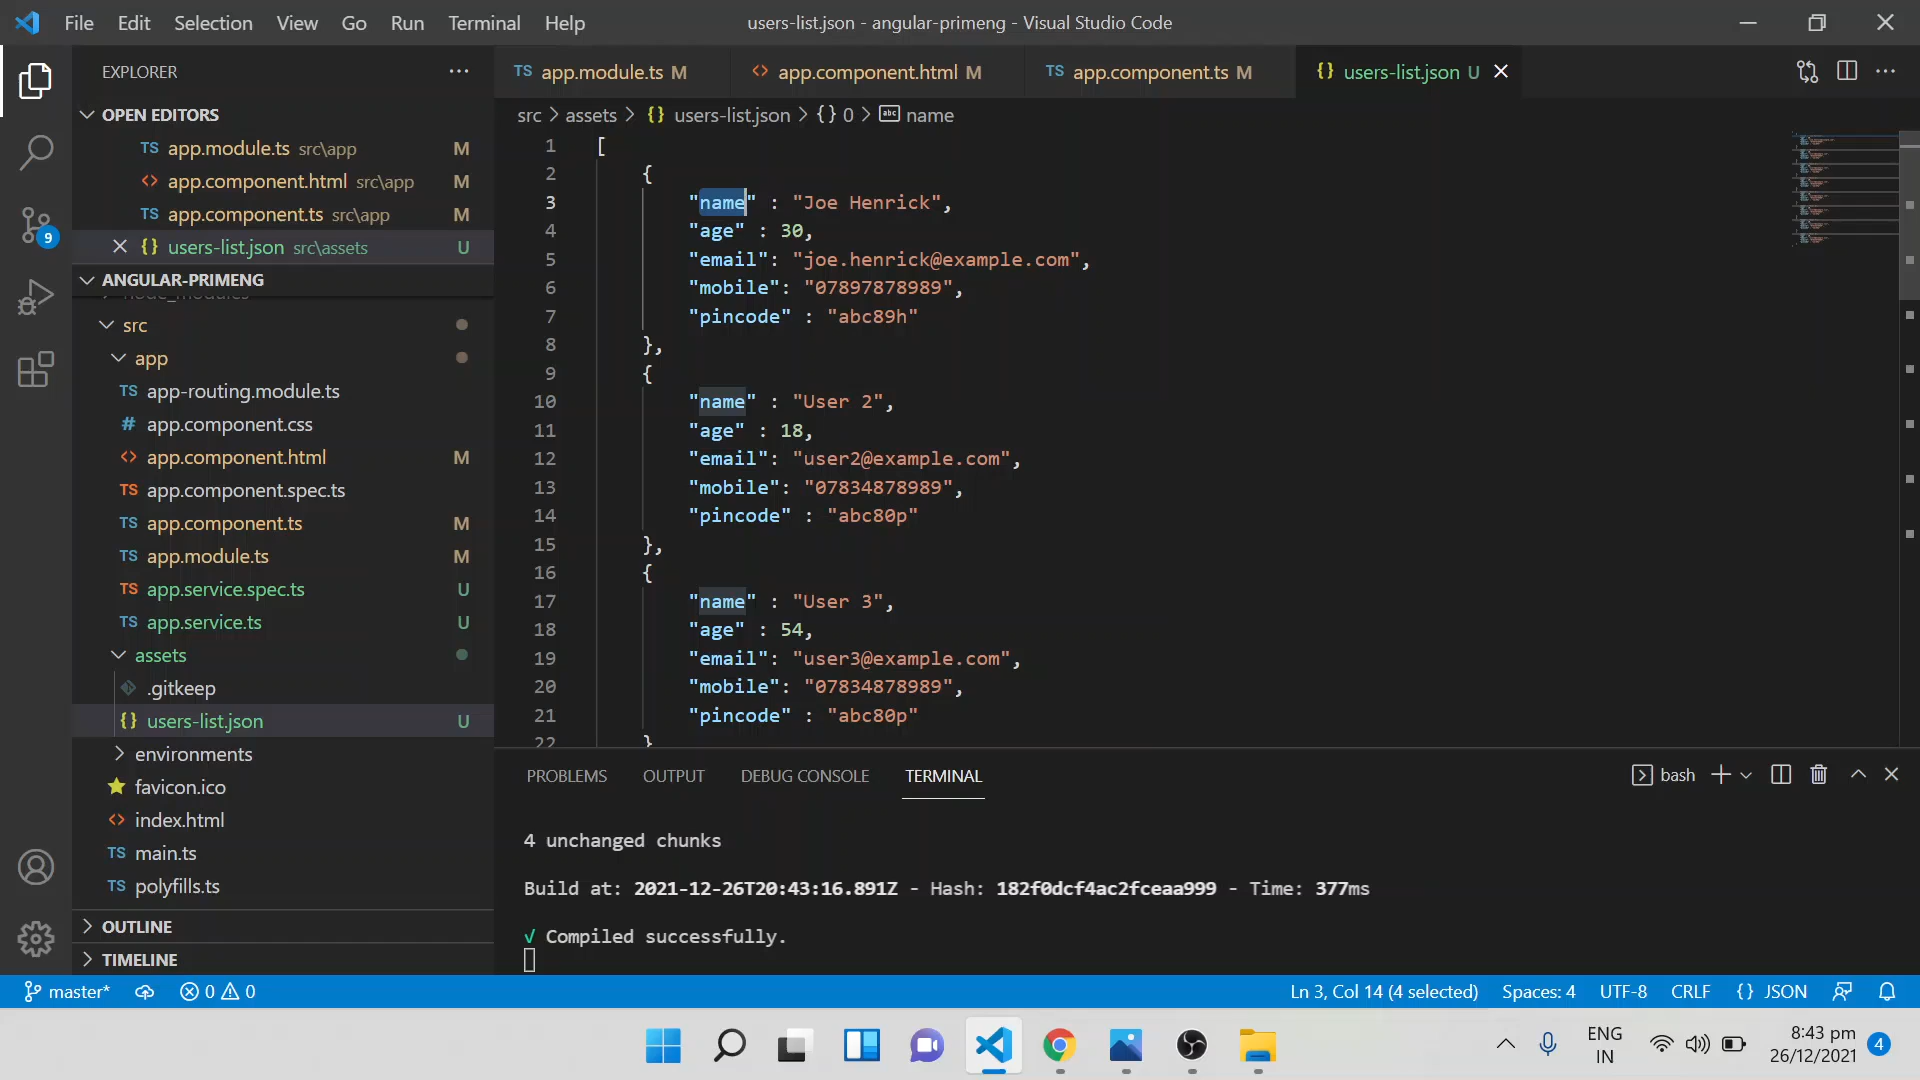 File Edit Selection View Go Run Terminal Help
users-list.json - angular-primeng - Visual Studio Code
EXPLORER
OPEN EDITORS
TS app.module.ts src\app M
<> app.component.html src\app M
TS app.component.ts src\app M
{} users-list.json src\assets U
ANGULAR-PRIMENG
node_modules
src
app
TS app-routing.module.ts
# app.component.css
<> app.component.html M
TS app.component.spec.ts
TS app.component.ts M
TS app.module.ts M
TS app.service.spec.ts U
TS app.service.ts U
assets
.gitkeep
{} users-list.json U
environments
favicon.ico
<> index.html
TS main.ts
TS polyfills.ts
OUTLINE
TIMELINE
9
TS app.module.ts M
<> app.component.html M
TS app.component.ts M
{} users-list.json U
src > assets > {} users-list.json > {} 0 > abc name
1 [
2 {
3 "name" : "Joe Henrick",
4 "age" : 30,
5 "email": "joe.henrick@example.com",
6 "mobile": "07897878989",
7 "pincode" : "abc89h"
8 },
9 {
10 "name" : "User 2",
11 "age" : 18,
12 "email": "user2@example.com",
13 "mobile": "07834878989",
14 "pincode" : "abc80p"
15 },
16 {
17 "name" : "User 3",
18 "age" : 54,
19 "email": "user3@example.com",
20 "mobile": "07834878989",
21 "pincode" : "abc80p"
22 }
PROBLEMS OUTPUT DEBUG CONSOLE TERMINAL
bash
4 unchanged chunks
Build at: 2021-12-26T20:43:16.891Z - Hash: 182f0dcf4ac2fceaa999 - Time: 377ms
√ Compiled successfully.
master* 0 0
Ln 3, Col 14 (4 selected) Spaces: 4 UTF-8 CRLF {} JSON
ENG
IN
8:43 pm
26/12/2021
4